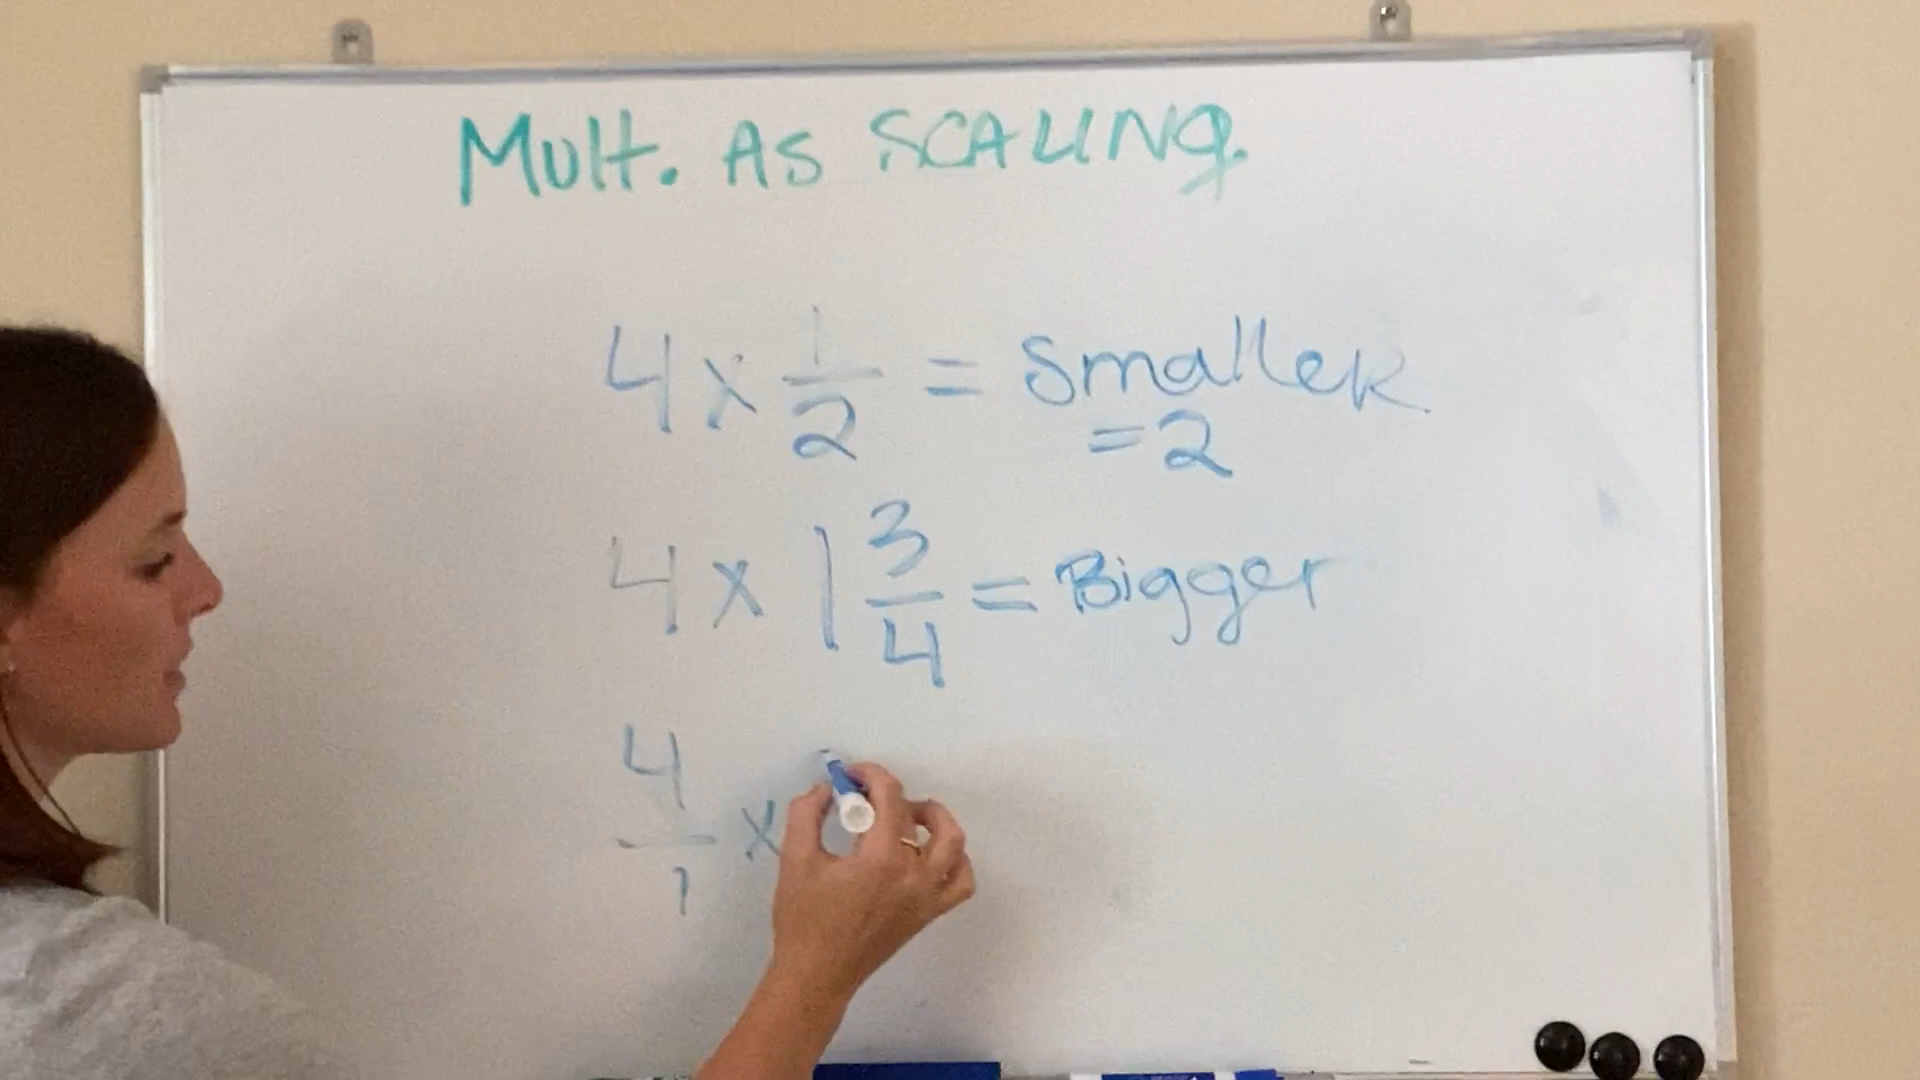 Mult. As SCALING.
4 x 1/2 = SmalleR
= 2
4 x 1 3/4 = Bigger
4/1 x